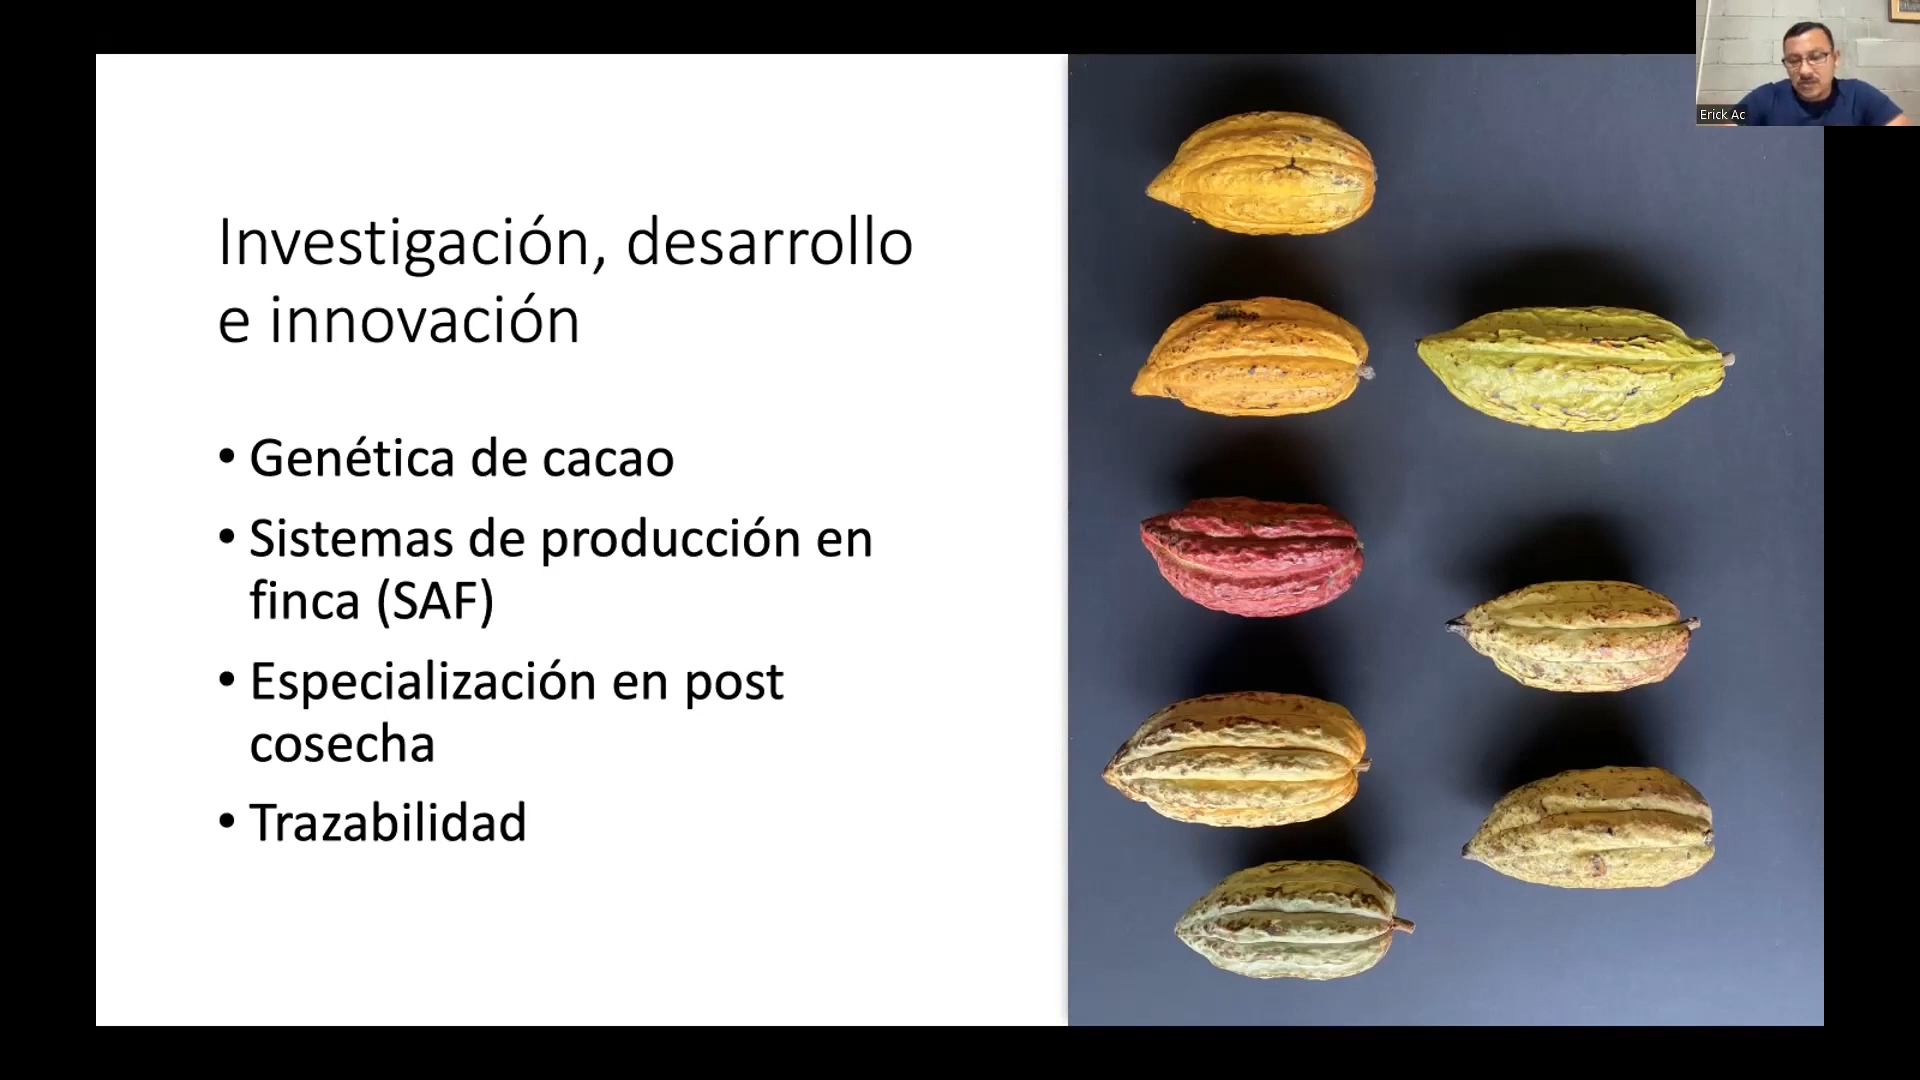 Erick Ac
Investigación, desarrollo
e innovación
• Genética de cacao
• Sistemas de producción en
finca (SAF)
• Especialización en post
cosecha
• Trazabilidad